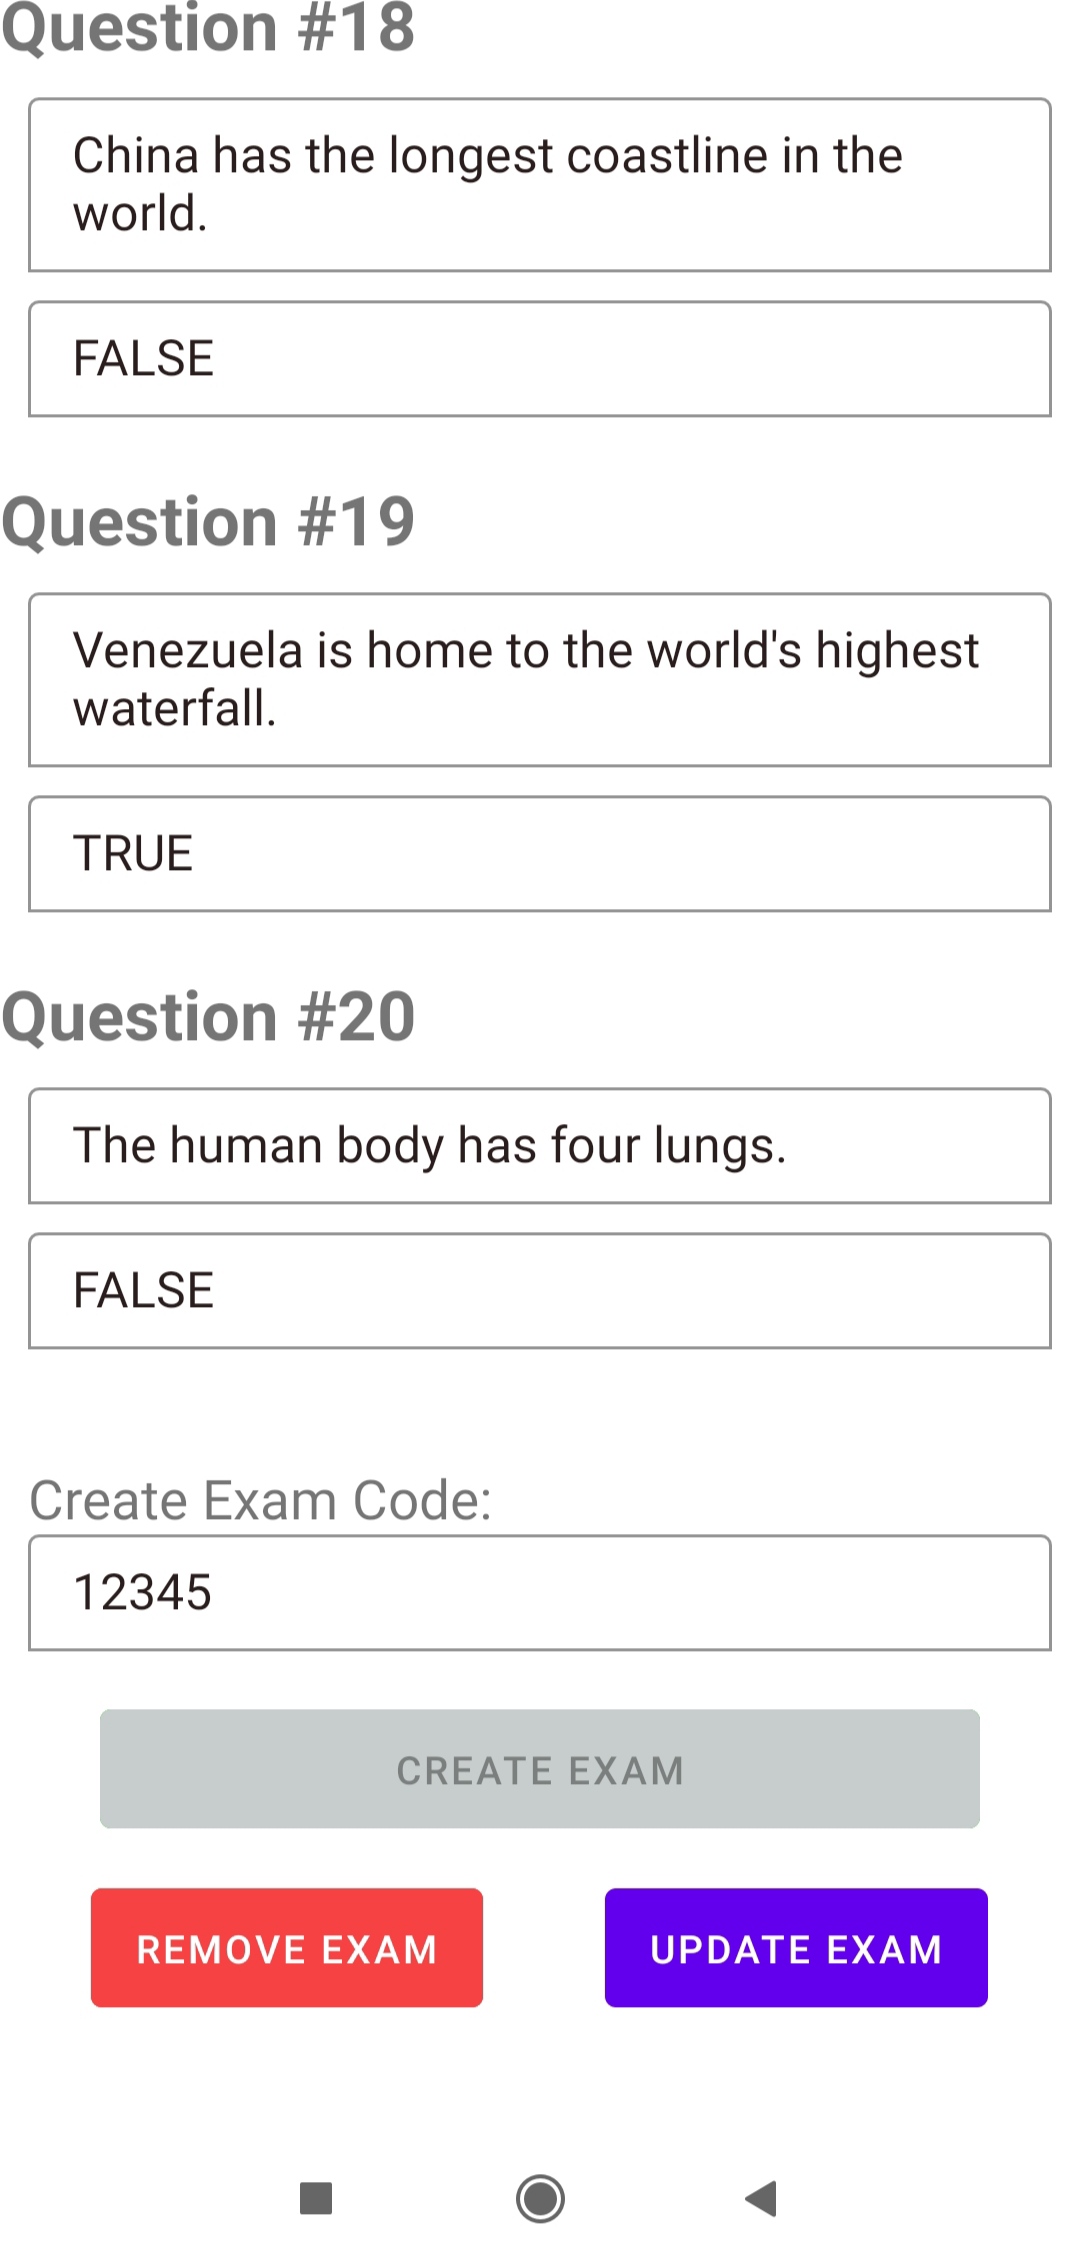 Question #18
China has the longest coastline in the
world.
FALSE
Question #19
Venezuela is home to the world's highest
waterfall.
TRUE
Question #20
The human body has four lungs.
FALSE
Create Exam Code:
12345
CREATE EXAM
REMOVE EXAM
UPDATE EXAM